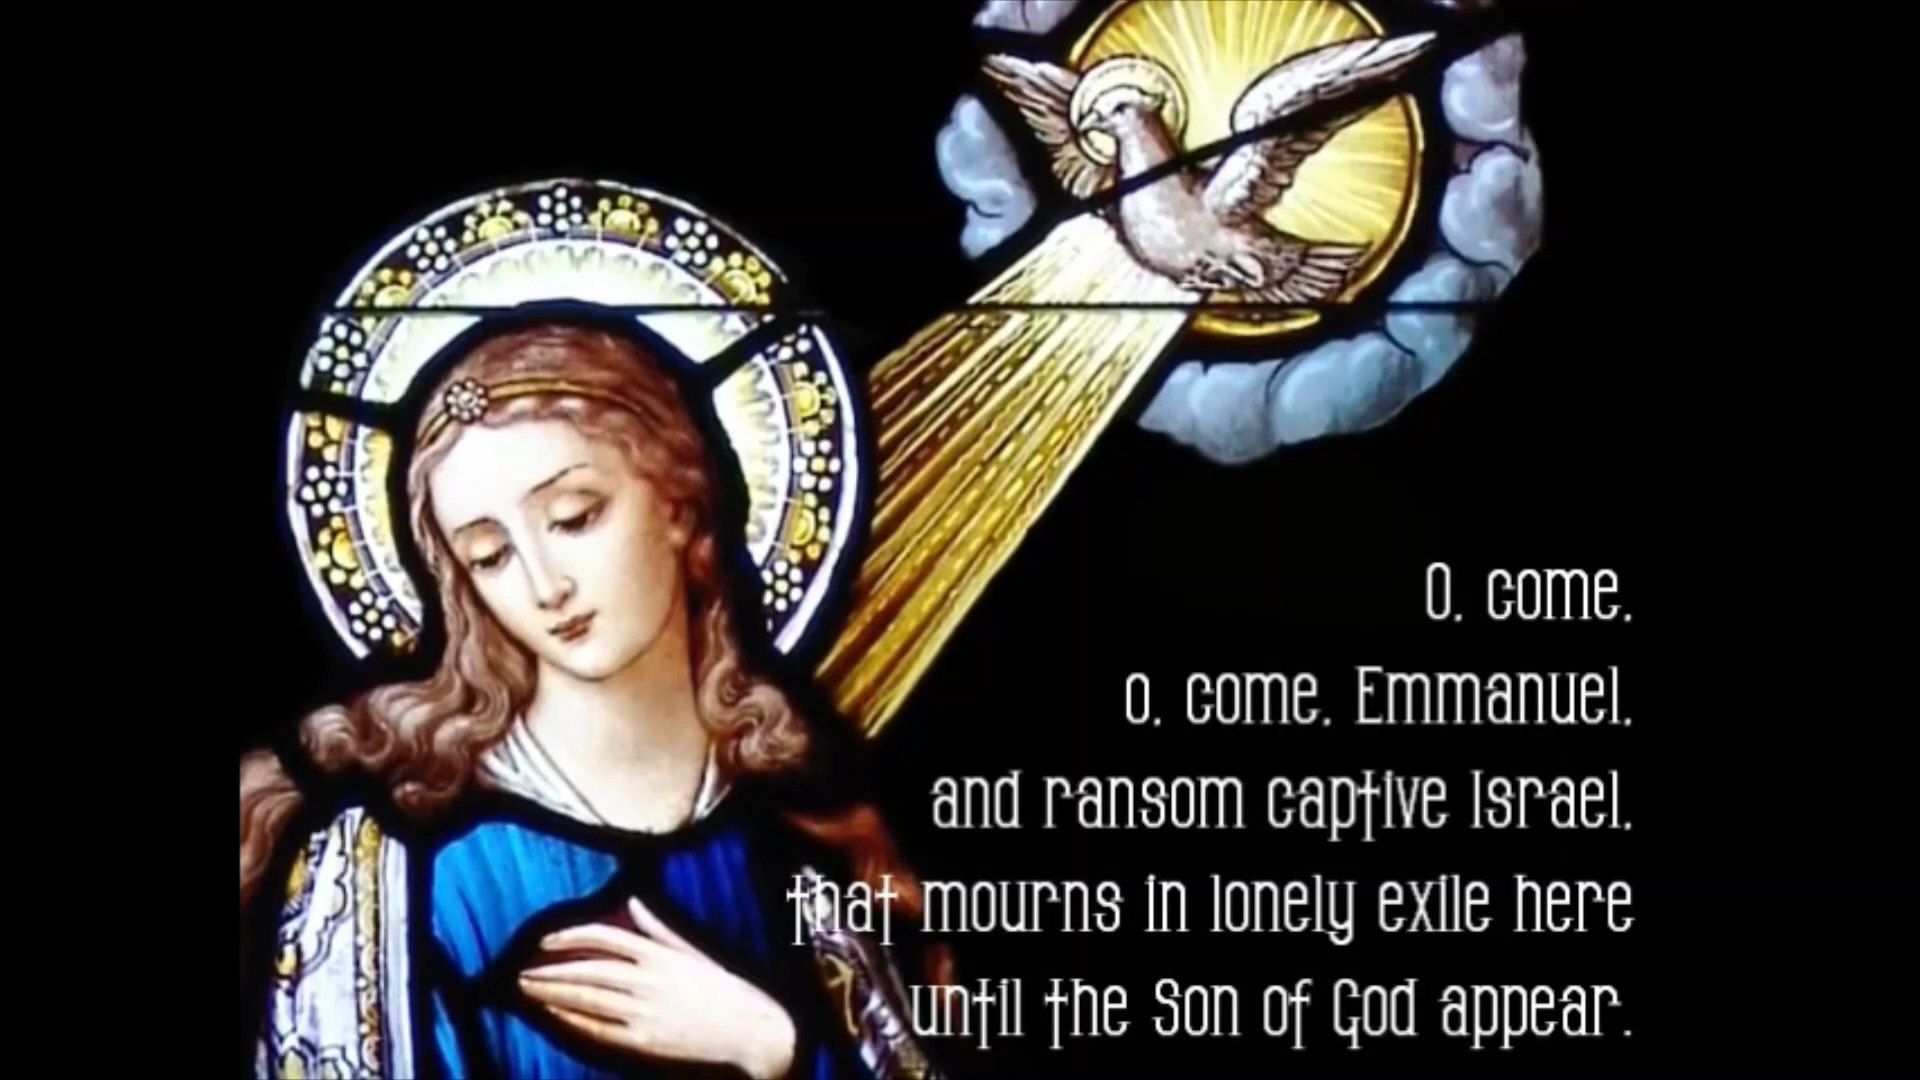 O, come,
o, come, Emmanuel,
and ransom captive Israel,
that mourns in lonely exile here
until the Son of God appear.